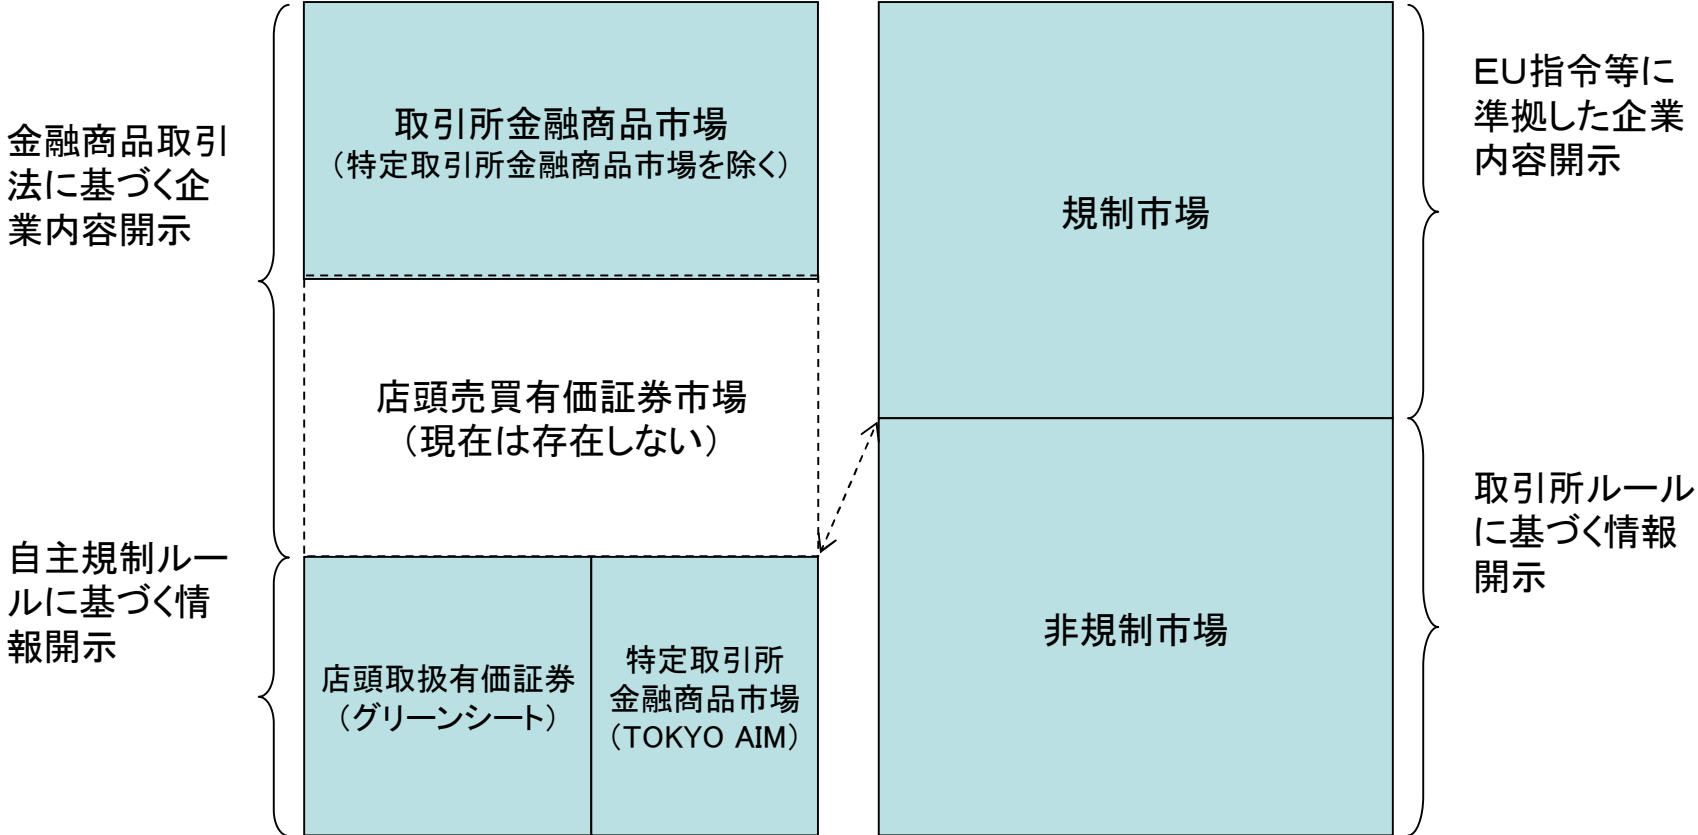 金融商品取引
法に基づく企
業内容開示
自主規制ルー
ルに基づく情
報開示
取引所金融商品市場
（特定取引所金融商品市場を除く）
店頭売買有価証券市場
（現在は存在しない）
店頭取扱有価証券
（グリーンシート）
特定取引所
金融商品市場
（TOKYO AIM）
規制市場
非規制市場
ＥＵ指令等に
準拠した企業
内容開示
取引所ルール
に基づく情報
開示